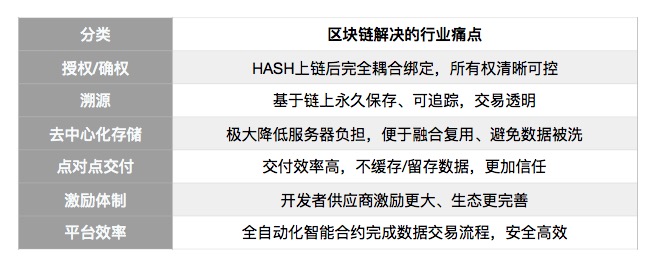 分类 区块链解决的行业痛点
授权/确权 HASH上链后完全耦合绑定，所有权清晰可控
溯源 基于链上永久保存、可追踪，交易透明
去中心化存储 极大降低服务器负担，便于融合复用、避免数据被洗
点对点交付 交付效率高，不缓存/留存数据，更加信任
激励体制 开发者供应商激励更大、生态更完善
平台效率 全自动化智能合约完成数据交易流程，安全高效